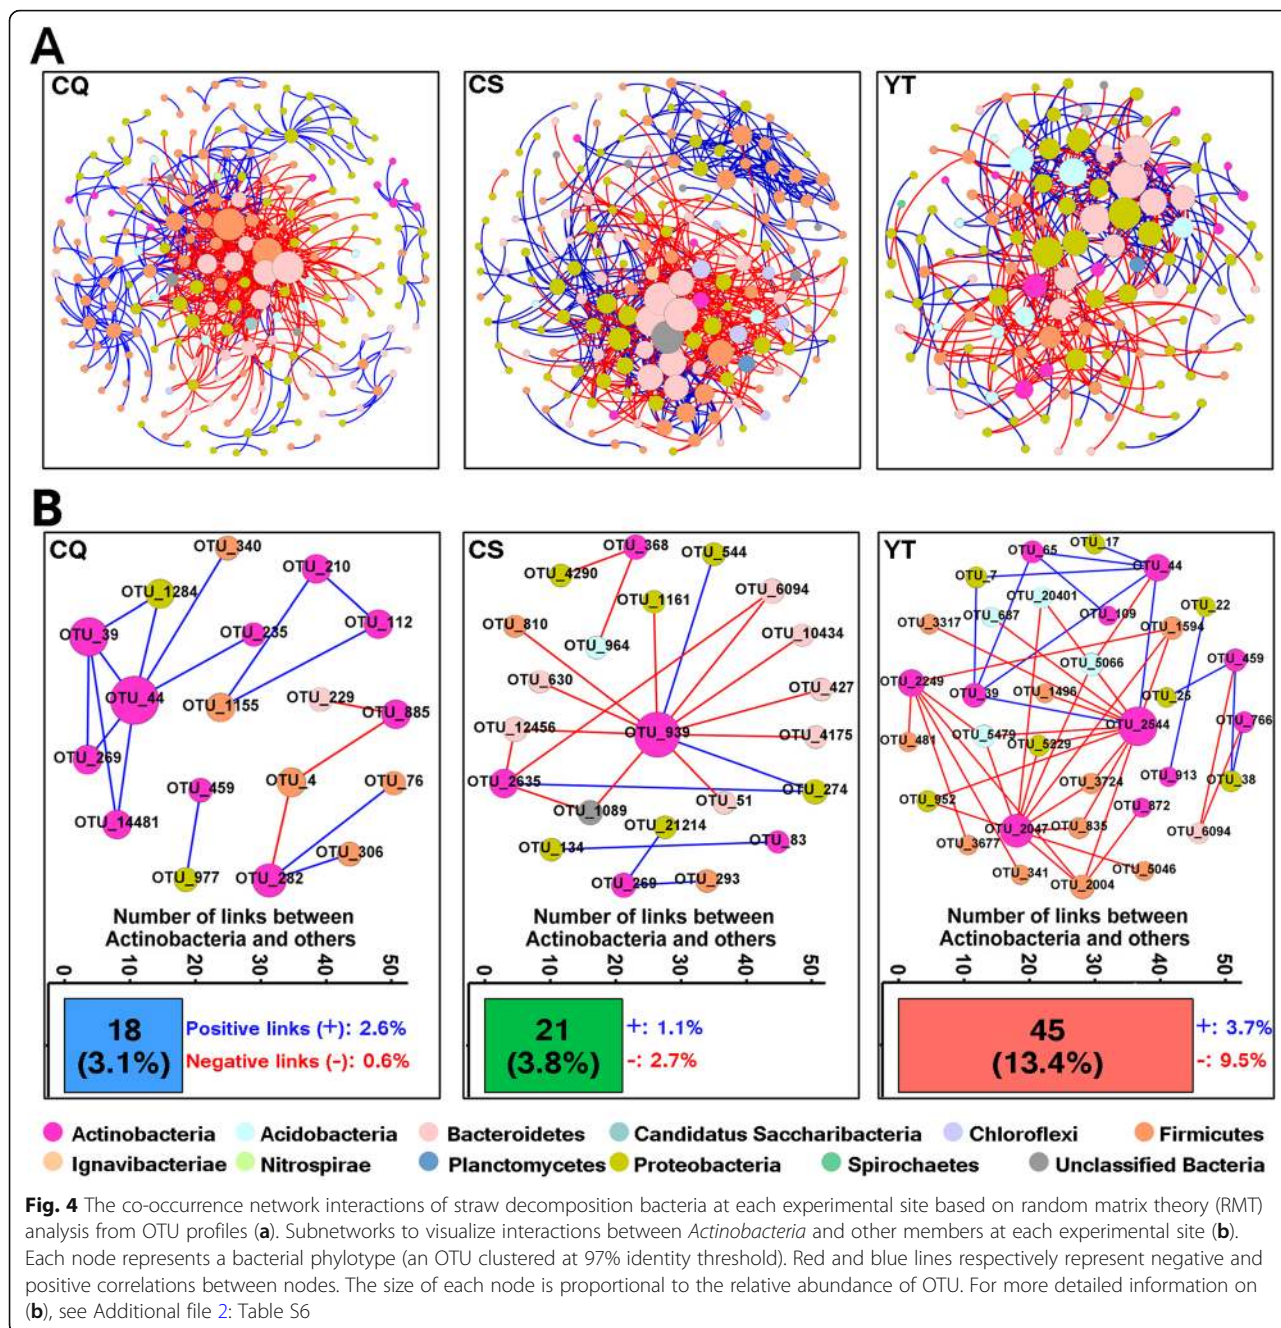 A
CQ
CS
YT
B
CQ
OTU_340
OTU_210
OTU_1284
OTU_39
OTU_235
OTU_112
OTU_44
OTU_1155
OTU_229
OTU_885
OTU_269
OTU_4
OTU_76
OTU_459
OTU_14481
OTU_306
OTU_977
OTU_282
Number of links between
Actinobacteria and others
0 10 20 30 40 50
18
(3.1%)
Positive links (+): 2.6%
Negative links (-): 0.6%
CS
OTU_368
OTU_544
OTU_4290
OTU_1161
OTU_6094
OTU_810
OTU_964
OTU_10434
OTU_630
OTU_427
OTU_12456
OTU_939
OTU_4175
OTU_2635
OTU_274
OTU_1089
OTU_51
OTU_21214
OTU_134
OTU_83
OTU_269
OTU_293
Number of links between
Actinobacteria and others
0 10 20 30 40 50
21
(3.8%)
+: 1.1%
-: 2.7%
YT
OTU_65
OTU_17
OTU_44
OTU_7
OTU_20401
OTU_687
OTU_109
OTU_22
OTU_3317
OTU_1594
OTU_5066
OTU_459
OTU_2249
OTU_39
OTU_1496
OTU_25
OTU_2544
OTU_766
OTU_481
OTU_5479
OTU_5229
OTU_3724
OTU_913
OTU_38
OTU_952
OTU_872
OTU_2047
OTU_835
OTU_6094
OTU_3677
OTU_341
OTU_2004
OTU_5046
Number of links between
Actinobacteria and others
0 10 20 30 40 50
45
(13.4%)
+: 3.7%
-: 9.5%
Actinobacteria Acidobacteria Bacteroidetes Candidatus Saccharibacteria Chloroflexi Firmicutes
Ignavibacteriae Nitrospirae Planctomycetes Proteobacteria Spirochaetes Unclassified Bacteria
Fig. 4 The co-occurrence network interactions of straw decomposition bacteria at each experimental site based on random matrix theory (RMT)
analysis from OTU profiles (a). Subnetworks to visualize interactions between Actinobacteria and other members at each experimental site (b).
Each node represents a bacterial phylotype (an OTU clustered at 97% identity threshold). Red and blue lines respectively represent negative and
positive correlations between nodes. The size of each node is proportional to the relative abundance of OTU. For more detailed information on
(b), see Additional file 2: Table S6